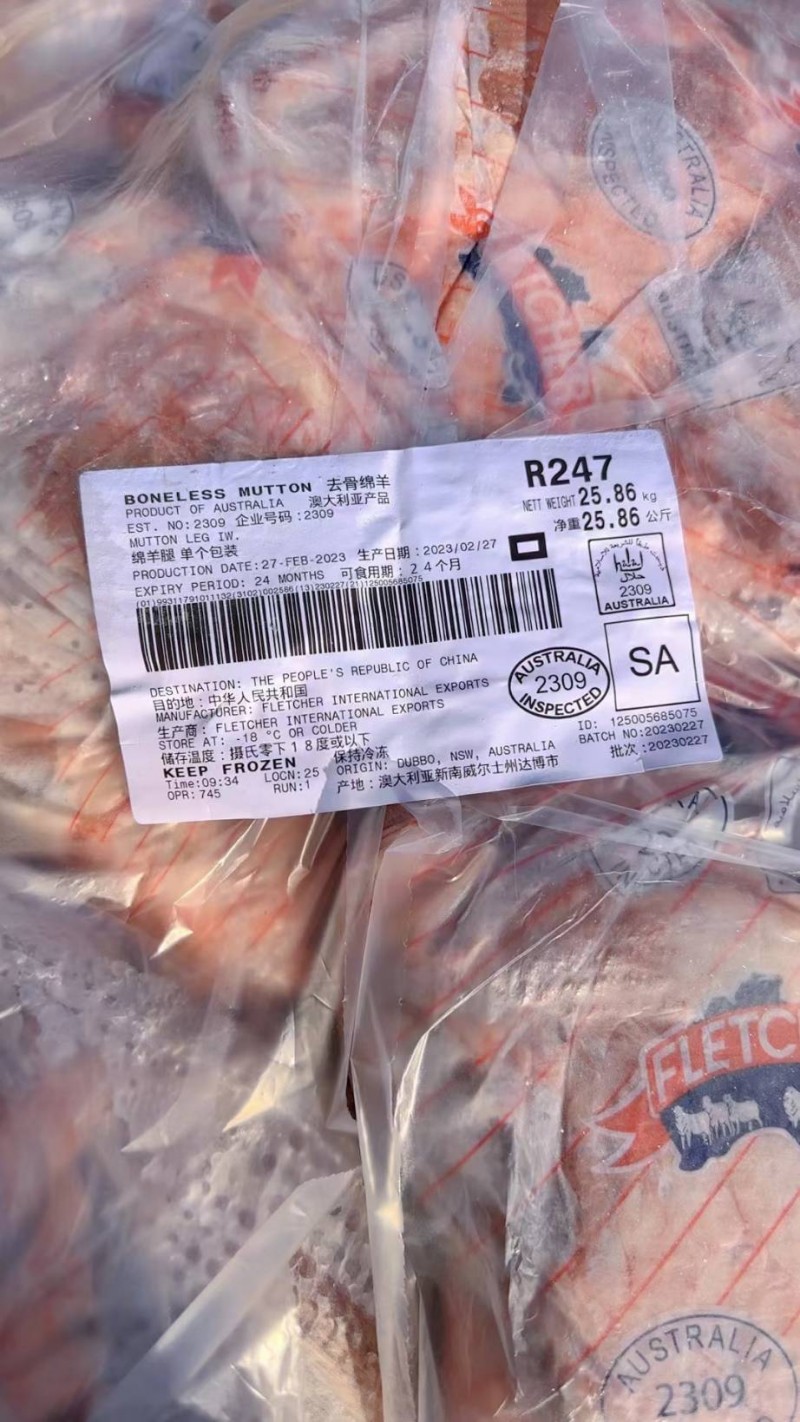 INSPECTED
TRALIA
TCHE
AUSTRA
BONELESS MUTTON 去骨绵羊
R247
PRODUCT OF AUSTRALIA 澳大利亚产品
NETT WEIGHT 25.86 kg
EST. NO:2309 企业号码:2309
净重25.86 公斤
MUTTON LEG IW.
绵羊腿 单个包装
PRODUCTION DATE:27-FEB-2023 生产日期:2023/02/27
EXPIRY PERIOD: 24 MONTHS 可食用期:24个月
halal
حلال
2309
AUSTRALIA
DESTINATION: THE PEOPLE'S REPUBLIC OF CHINA
目的地:中华人民共和国
MANUFACTURER: FLETCHER INTERNATIONAL EXPORTS
生产商: FLETCHER INTERNATIONAL EXPORTS
AUSTRALIA
2309
INSPECTED
SA
STORE AT: -18 °C OR COLDER
储存温度:摄氏零下18度或以下
KEEP FROZEN 保持冷冻
Time:09:34 LOCN:25 ORIGIN: DUBBO, NSW, AUSTRALIA
OPR:745 RUN:1 产地:澳大利亚新南威尔士州达博市
ID: 125005685075
BATCH NO:20230227
批次:20230227
FLETC
AUSTRALIA
2309